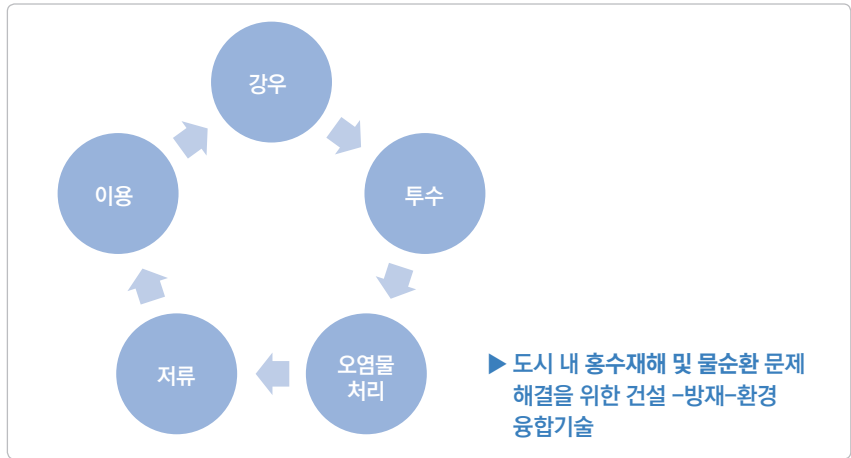 강우
투수
오염물
처리
저류
이용
▶ 도시 내 홍수재해 및 물순환 문제
해결을 위한 건설 -방재-환경
융합기술